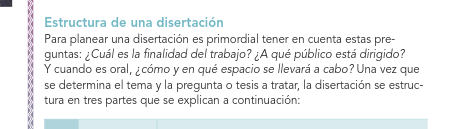 Estructura de una disertación
Para planear una disertación es primordial tener en cuenta estas pre-
guntas: ¿Cuál es la finalidad del trabajo? ¿A qué público está dirigido?
Y cuando es oral, ¿cómo y en qué espacio se llevará a cabo? Una vez que
se determina el tema y la pregunta o tesis a tratar, la disertación se estruc-
tura en tres partes que se explican a continuación: